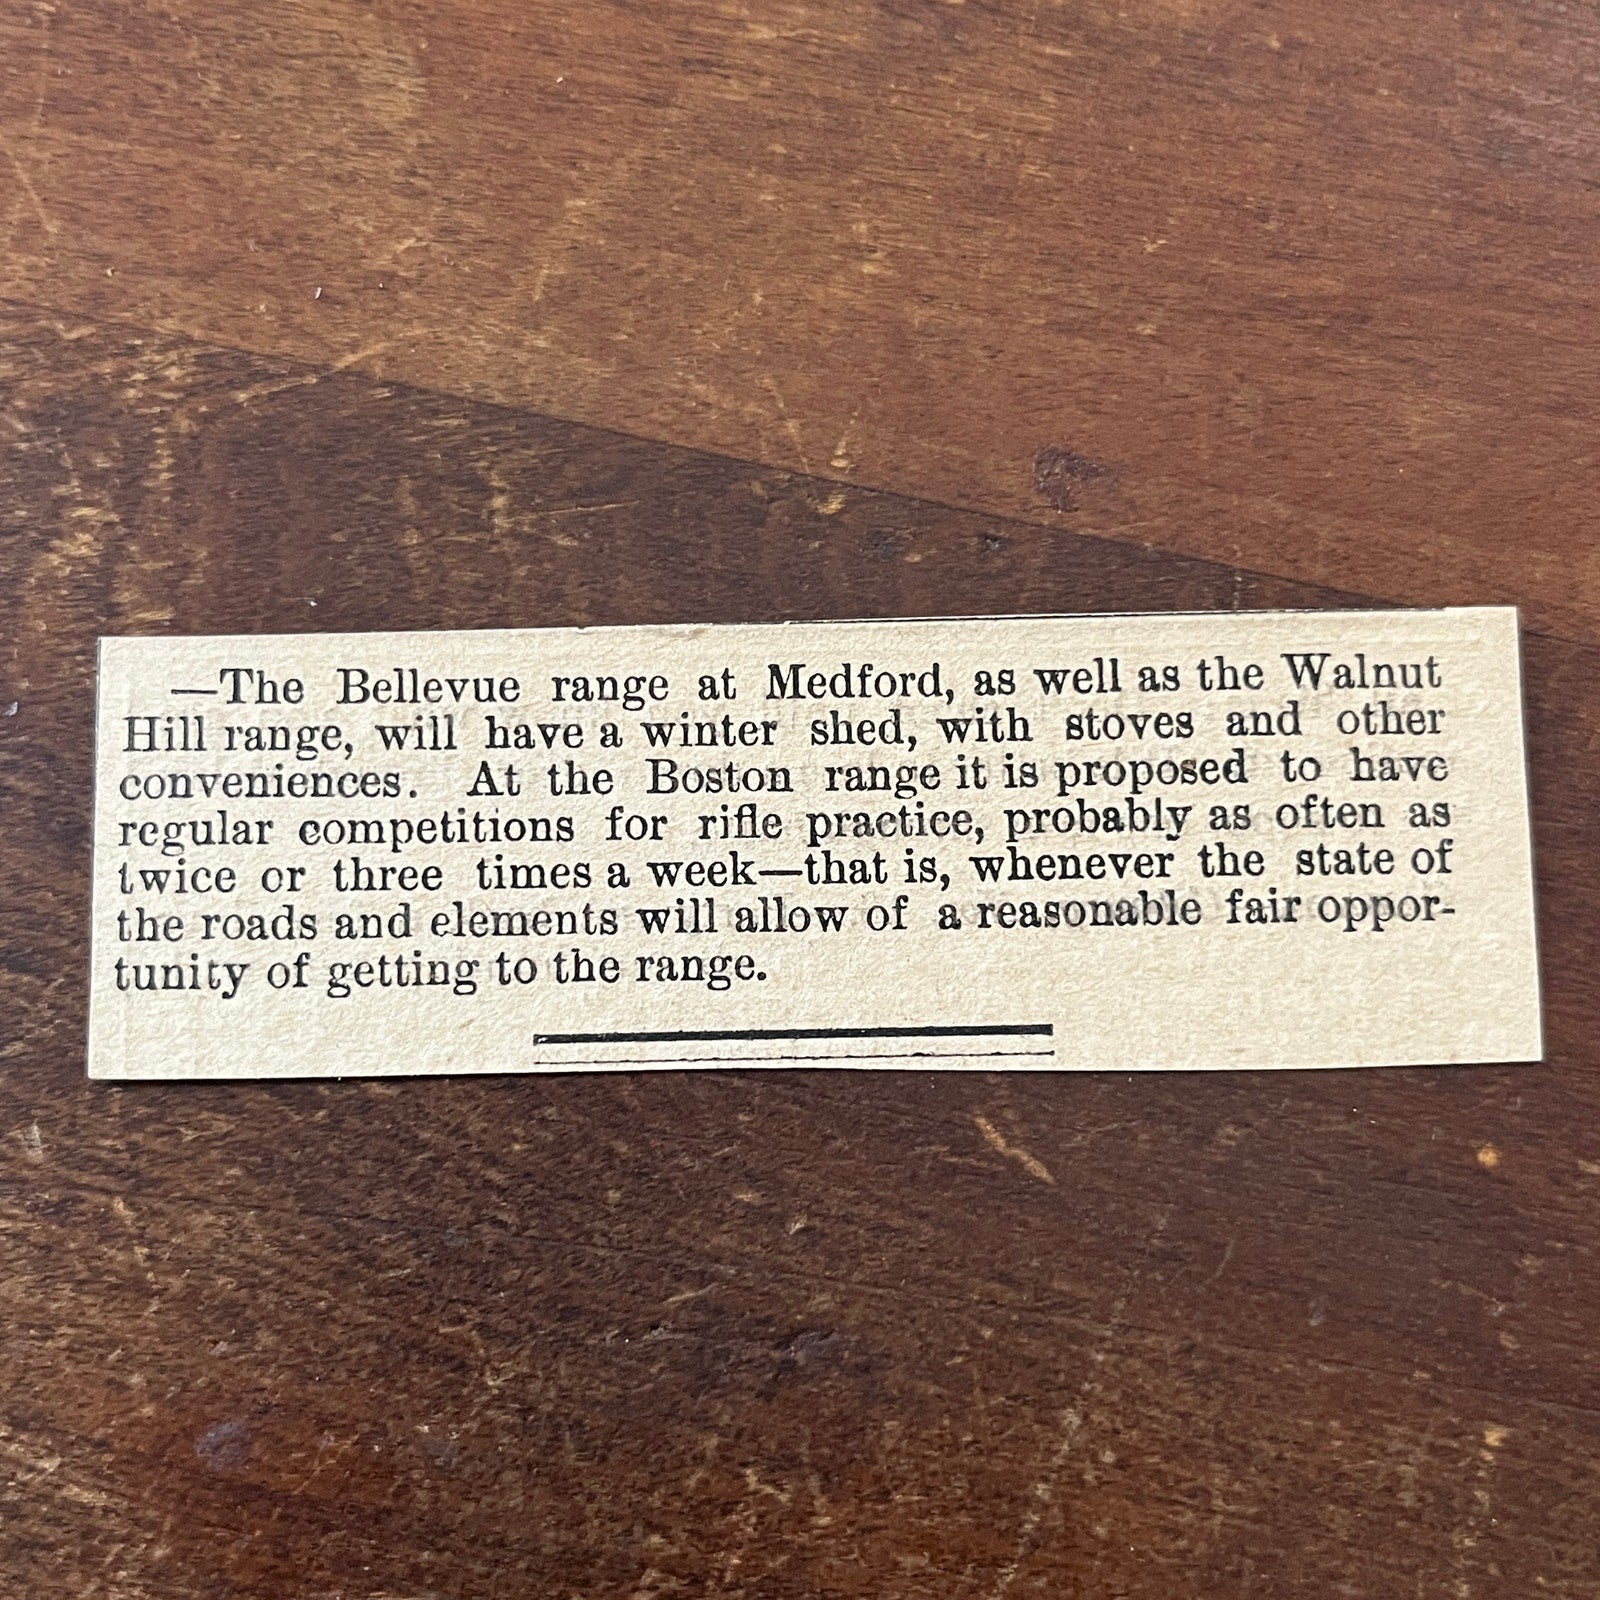 —The Bellevue range at Medford, as well as the Walnut
Hill range, will have a winter shed, with stoves and other
conveniences. At the Boston range it is proposed to have
regular competitions for rifle practice, probably as often as
twice or three times a week—that is, whenever the state of
the roads and elements will allow of a reasonable fair oppor-
tunity of getting to the range.